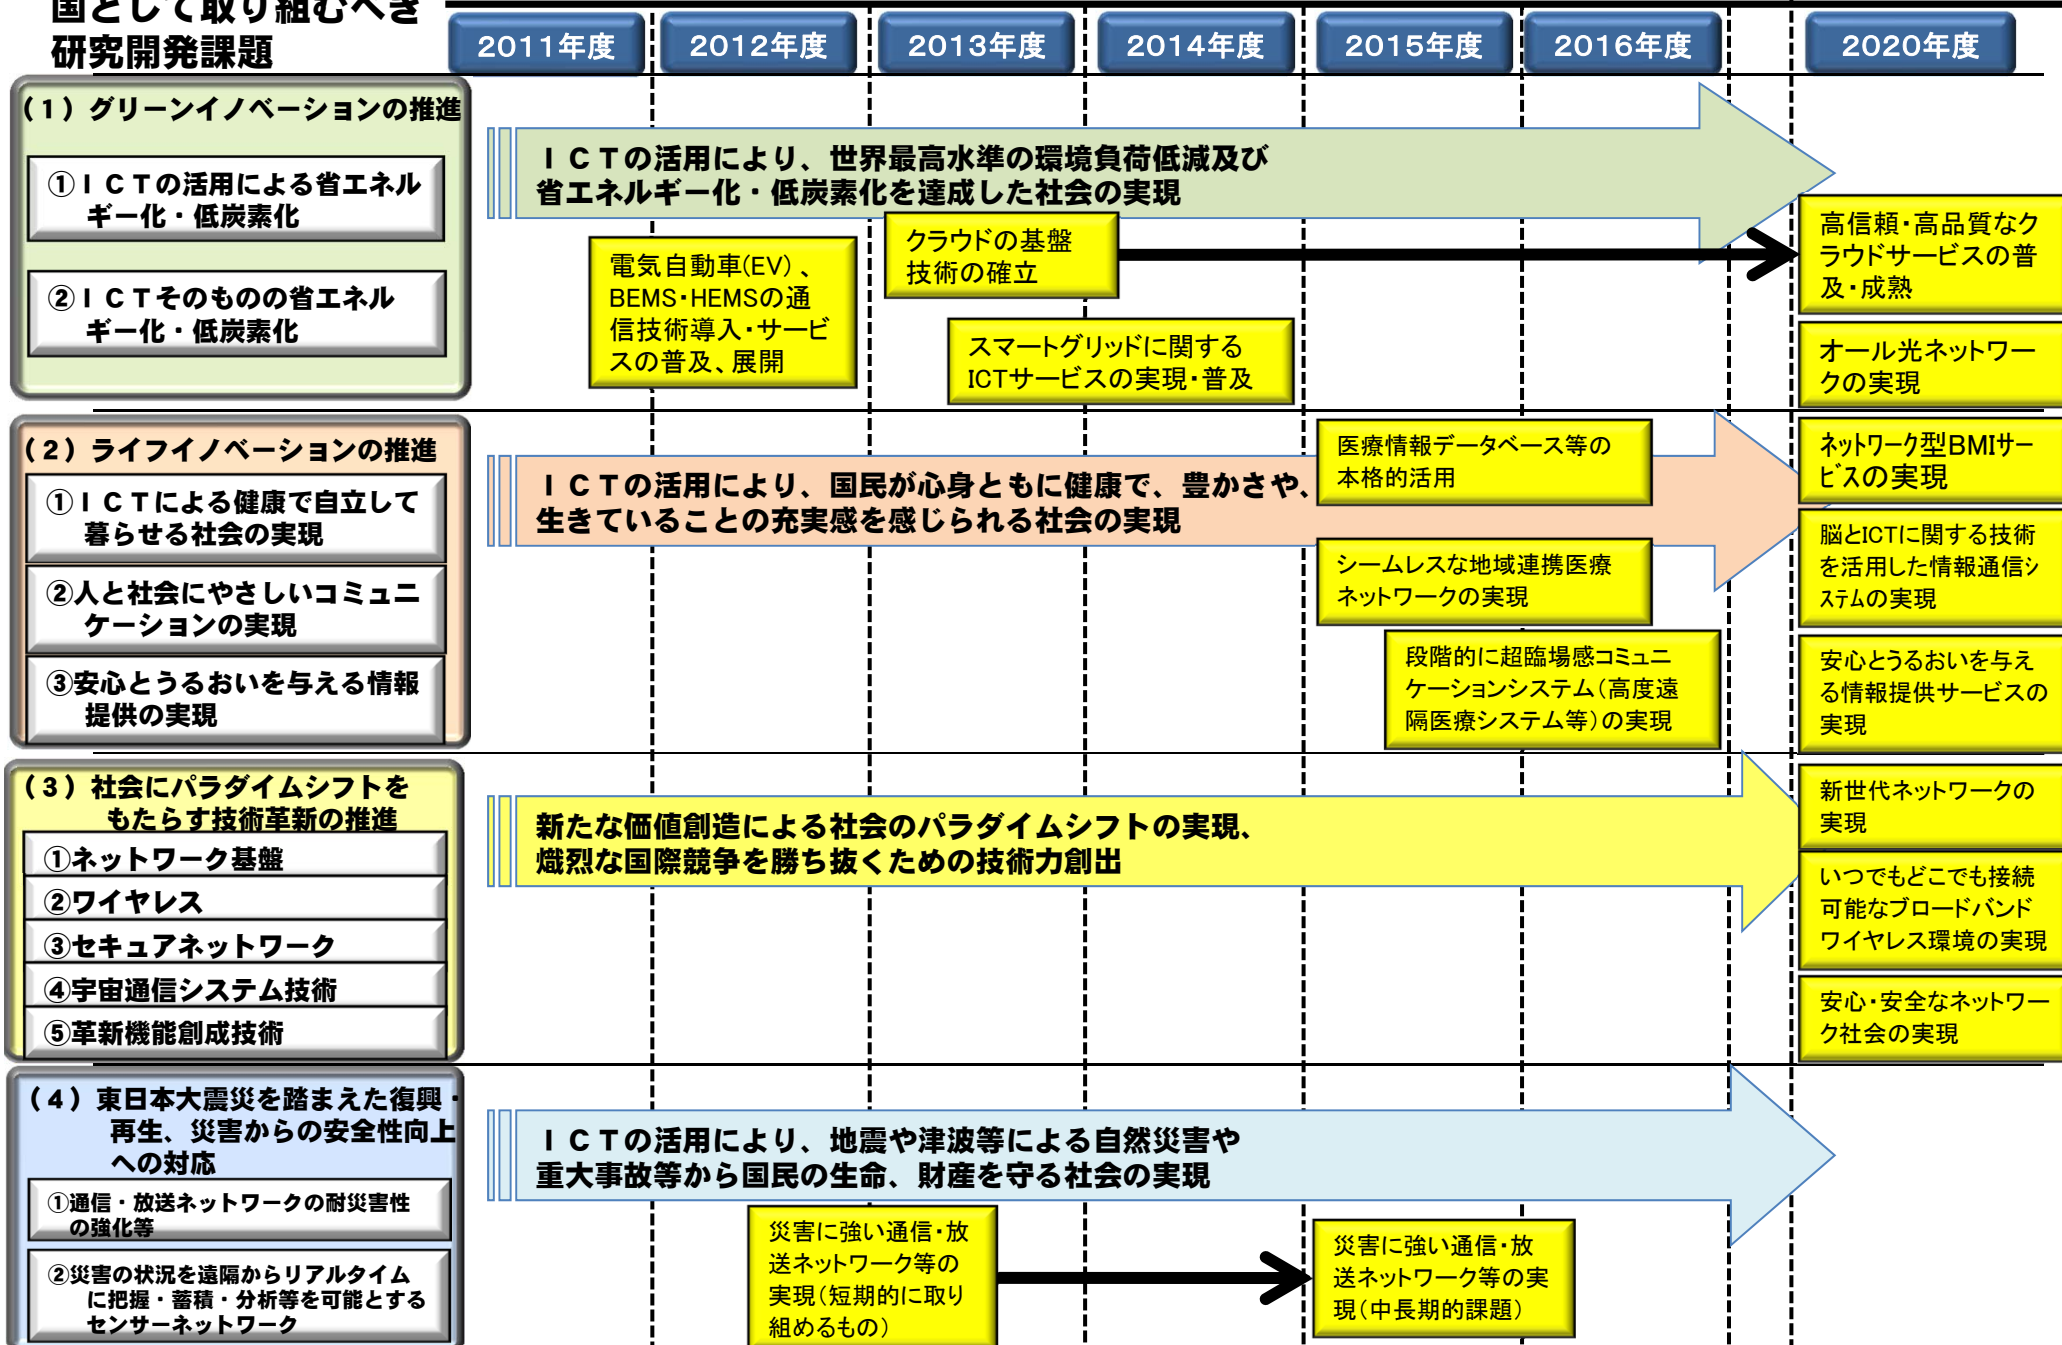 国として取り組むべき
研究開発課題
2011年度
2012年度
2013年度
2014年度
2015年度
2016年度
2020年度
(1)グリーンイノベーションの推進
①ICTの活用による省エネル
ギー化・低炭素化
②ICTそのものの省エネル
ギー化・低炭素化
ICTの活用により、世界最高水準の環境負荷低減及び
省エネルギー化・低炭素化を達成した社会の実現
電気自動車(EV)、
BEMS・HEMSの通
信技術導入・サービ
スの普及、展開
クラウドの基盤
技術の確立
スマートグリッドに関する
ICTサービスの実現・普及
高信頼・高品質なク
ラウドサービスの普
及・成熟
オール光ネットワー
クの実現
(2)ライフイノベーションの推進
①ICTによる健康で自立して
暮らせる社会の実現
②人と社会にやさしいコミュニ
ケーションの実現
③安心とうるおいを与える情報
提供の実現
ICTの活用により、国民が心身ともに健康で、豊かさや、
生きていることの充実感を感じられる社会の実現
医療情報データベース等の
本格的活用
シームレスな地域連携医療
ネットワークの実現
段階的に超臨場感コミュニ
ケーションシステム(高度遠
隔医療システム等)の実現
ネットワーク型BMIサー
ビスの実現
脳とICTに関する技術
を活用した情報通信シ
ステムの実現
安心とうるおいを与え
る情報提供サービスの
実現
(3)社会にパラダイムシフトを
もたらす技術革新の推進
①ネットワーク基盤
②ワイヤレス
③セキュアネットワーク
④宇宙通信システム技術
⑤革新機能創成技術
新たな価値創造による社会のパラダイムシフトの実現、
熾烈な国際競争を勝ち抜くための技術力創出
新世代ネットワークの
実現
いつでもどこでも接続
可能なブロードバンド
ワイヤレス環境の実現
安心・安全なネットワー
ク社会の実現
(4)東日本大震災を踏まえた復興・
再生、災害からの安全性向上
への対応
①通信・放送ネットワークの耐災害性
の強化等
②災害の状況を遠隔からリアルタイム
に把握・蓄積・分析等を可能とする
センサーネットワーク
ICTの活用により、地震や津波等による自然災害や
重大事故等から国民の生命、財産を守る社会の実現
災害に強い通信・放
送ネットワーク等の
実現(短期的に取り
組めるもの)
災害に強い通信・放
送ネットワーク等の実
現(中長期的課題)